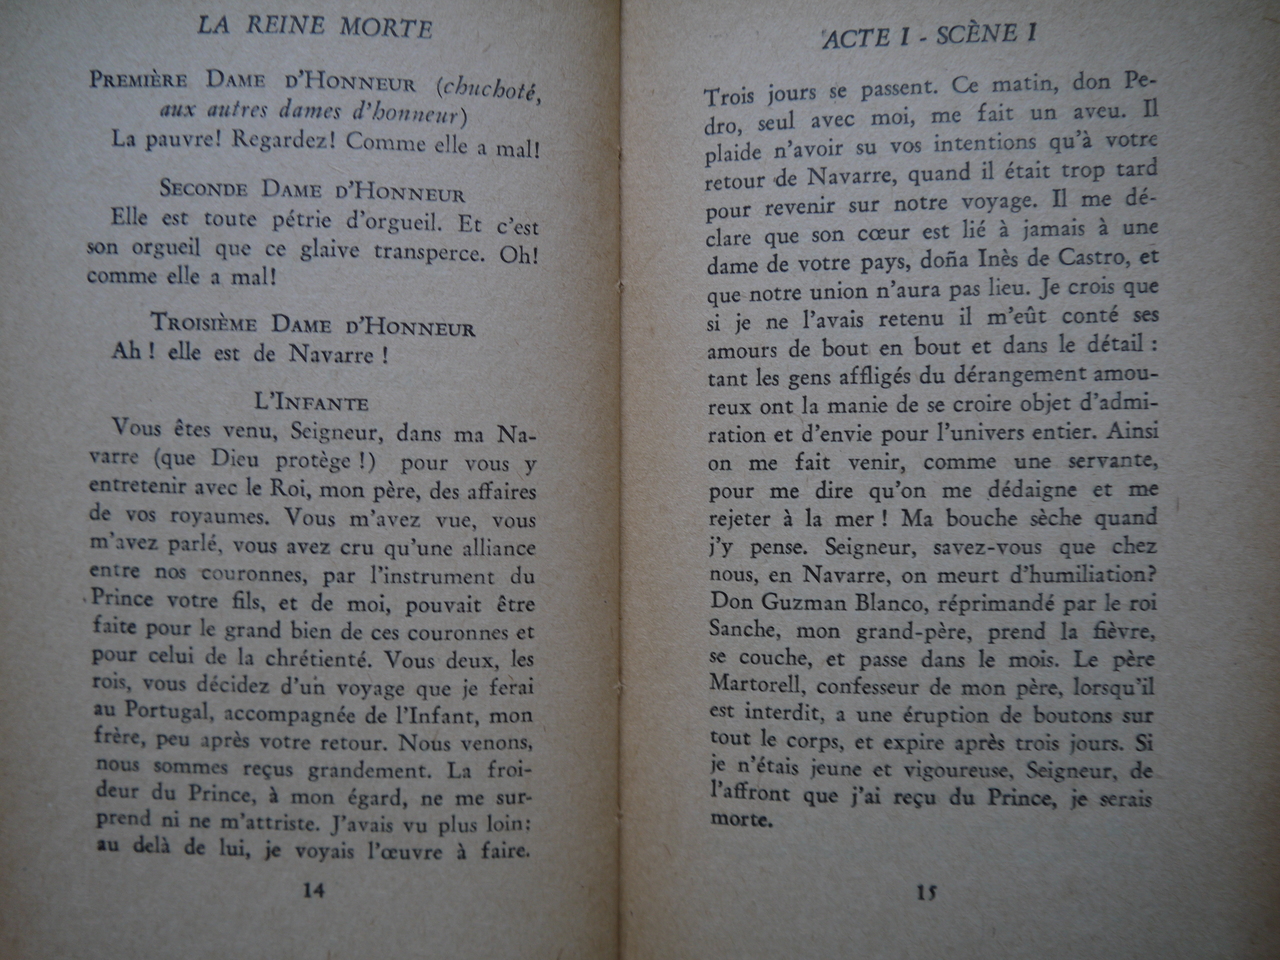 LA REINE MORTE
PREMIÈRE DAME D'HONNEUR (chuchoté,
aux autres dames d'honneur)
La pauvre! Regardez! Comme elle a mal!
SECONDE DAME D'HONNEUR
Elle est toute pétrie d'orgueil. Et c'est
son orgueil que ce glaive transperce. Oh!
comme elle a mal!
TROISIÈME DAME D'HONNEUR
Ah ! elle est de Navarre !
L'INFANTE
Vous êtes venu, Seigneur, dans ma Na-
varre (que Dieu protège !) pour vous y
entretenir avec le Roi, mon père, des affaires
de vos royaumes. Vous m'avez vue, vous
m'avez parlé, vous avez cru qu'une alliance
entre nos couronnes, par l'instrument du
Prince votre fils, et de moi, pouvait être
faite pour le grand bien de ces couronnes et
pour celui de la chrétienté. Vous deux, les
rois, vous décidez d'un voyage que je ferai
au Portugal, accompagnée de l'Infant, mon
frère, peu après votre retour. Nous venons,
nous sommes reçus grandement. La froi-
deur du Prince, à mon égard, ne me sur-
prend ni ne m'attriste. J'avais vu plus loin:
au delà de lui, je voyais l'œuvre à faire.
14
ACTE I - SCÈNE I
Trois jours se passent. Ce matin, don Pe-
dro, seul avec moi, me fait un aveu. Il
plaide n'avoir su vos intentions qu'à votre
retour de Navarre, quand il était trop tard
pour revenir sur notre voyage. Il me dé-
clare que son cœur est lié à jamais à une
dame de votre pays, doña Inès de Castro, et
que notre union n'aura pas lieu. Je crois que
si je ne l'avais retenu il m'eût conté ses
amours de bout en bout et dans le détail :
tant les gens affligés du dérangement amou-
reux ont la manie de se croire objet d'admi-
ration et d'envie pour l'univers entier. Ainsi
on me fait venir, comme une servante,
pour me dire qu'on me dédaigne et me
rejeter à la mer ! Ma bouche sèche quand
j'y pense. Seigneur, savez-vous que chez
nous, en Navarre, on meurt d'humiliation?
Don Guzman Blanco, réprimandé par le roi
Sanche, mon grand-père, prend la fièvre,
se couche, et passe dans le mois. Le père
Martorell, confesseur de mon père, lorsqu'il
est interdit, a une éruption de boutons sur
tout le corps, et expire après trois jours. Si
je n'étais jeune et vigoureuse, Seigneur, de
l'affront que j'ai reçu du Prince, je serais
morte.
15